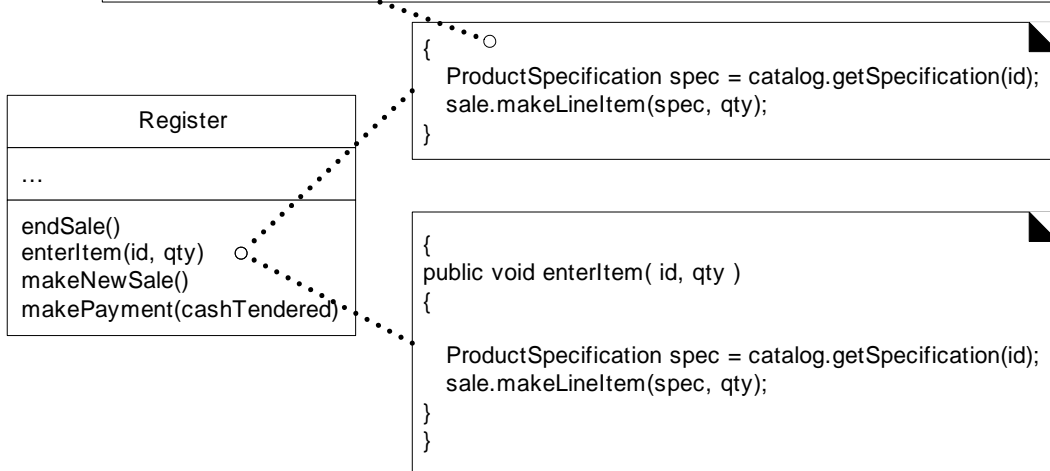 {
ProductSpecification spec = catalog.getSpecification(id);
sale.makeLineItem(spec, qty);
}
Register
...
endSale()
enterItem(id, qty)
makeNewSale()
makePayment(cashTendered)
{
public void enterItem( id, qty )
{
ProductSpecification spec = catalog.getSpecification(id);
sale.makeLineItem(spec, qty);
}
}